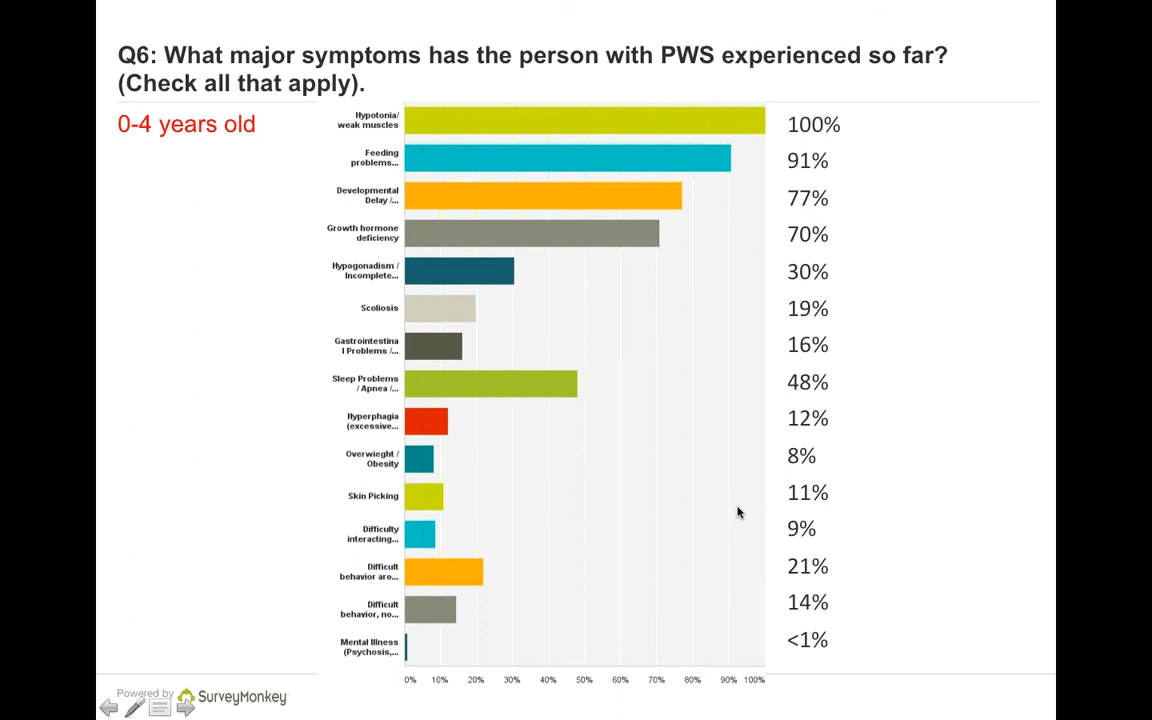 Q6: What major symptoms has the person with PWS experienced so far?
(Check all that apply).
0-4 years old
Hypotonia/
weak muscles
100%
Feeding
problems...
91%
Developmental
Delay /...
77%
Growth hormone
deficiency
70%
Hypogonadism /
Incomplete...
30%
Scoliosis
19%
Gastrointestina
l Problems /...
16%
Sleep Problems
/ Apnea /...
48%
Hyperphagia
(excessive...
12%
Overwieght /
Obesity
8%
Skin Picking
11%
Difficulty
interacting...
9%
Difficult
behavior aro...
21%
Difficult
behavior, no...
14%
Mental Illness
(Psychosis,...
<1%
0% 10% 20% 30% 40% 50% 60% 70% 80% 90% 100%
Powered by
SurveyMonkey